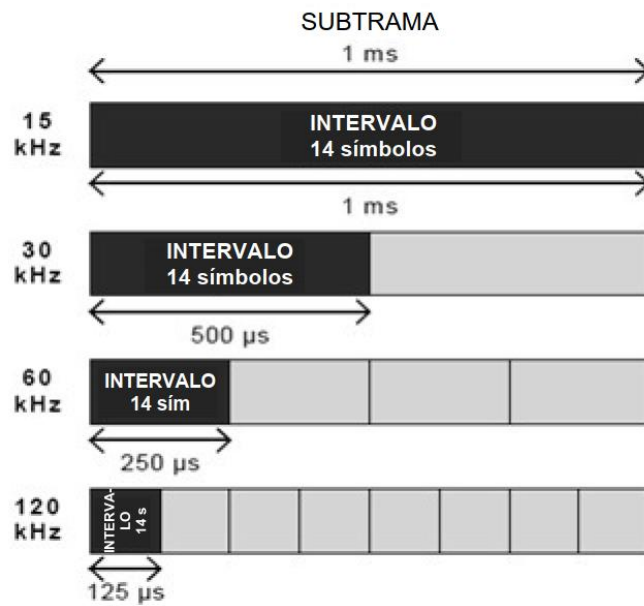 SUBTRAMA
1 ms
15
kHz
INTERVALO
14 símbolos
1 ms
30
kHz
INTERVALO
14 símbolos
500 µs
60
kHz
INTERVALO
14 sím
250 µs
120
kHz
INTERVA-
LO
14 s
125 µs